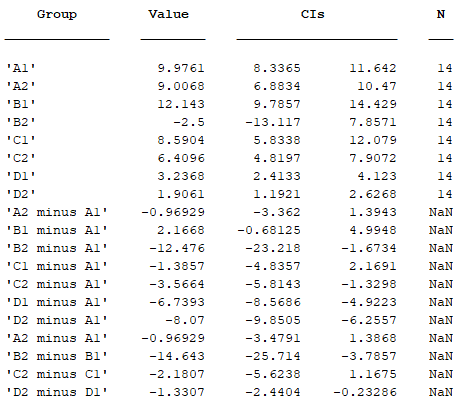 Group Value CIs N
'A1' 9.9761 8.3365 11.642 14
'A2' 9.0068 6.8834 10.47 14
'B1' 12.143 9.7857 14.429 14
'B2' -2.5 -13.117 7.8571 14
'C1' 8.5904 5.8338 12.079 14
'C2' 6.4096 4.8197 7.9072 14
'D1' 3.2368 2.4133 4.123 14
'D2' 1.9061 1.1921 2.6268 14
'A2 minus A1' -0.96929 -3.362 1.3943 NaN
'B1 minus A1' 2.1668 -0.68125 4.9948 NaN
'B2 minus A1' -12.476 -23.218 -1.6734 NaN
'C1 minus A1' -1.3857 -4.8357 2.1691 NaN
'C2 minus A1' -3.5664 -5.8143 -1.3298 NaN
'D1 minus A1' -6.7393 -8.5686 -4.9223 NaN
'D2 minus A1' -8.07 -9.8505 -6.2557 NaN
'A2 minus A1' -0.96929 -3.4791 1.3868 NaN
'B2 minus B1' -14.643 -25.714 -3.7857 NaN
'C2 minus C1' -2.1807 -5.6238 1.1675 NaN
'D2 minus D1' -1.3307 -2.4404 -0.23286 NaN